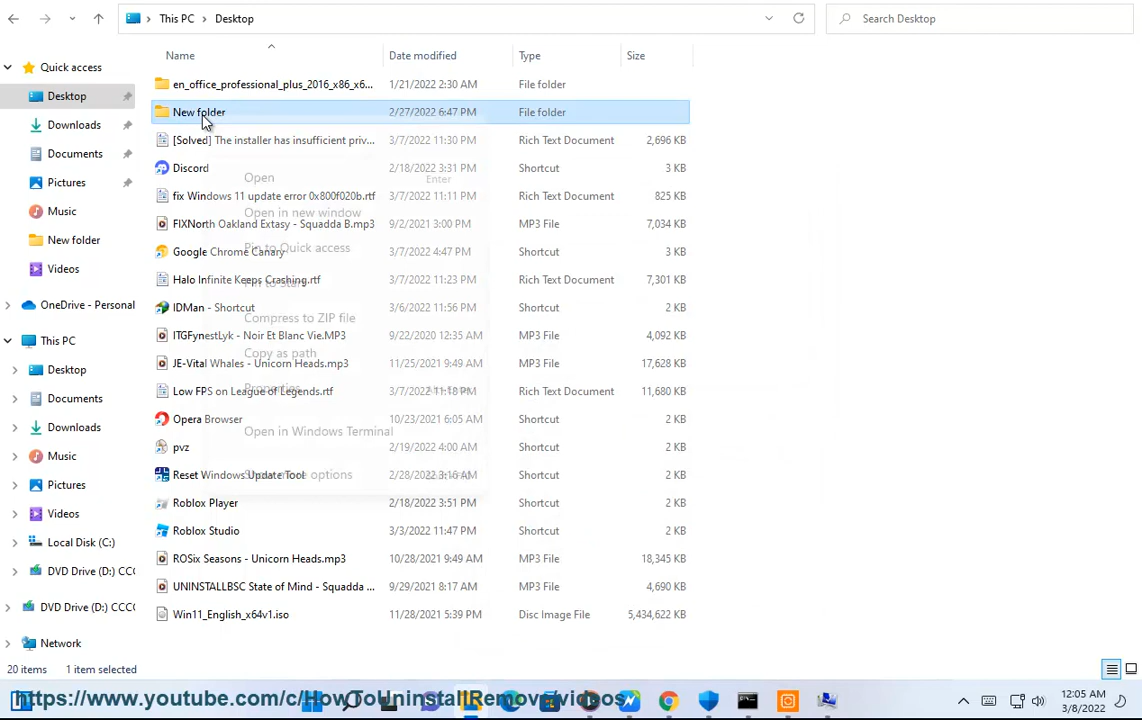 This PC > Desktop
Search Desktop
Name Date modified Type Size
Quick access
Desktop
Downloads
Documents
Pictures
Music
New folder
Videos
OneDrive - Personal
This PC
Desktop
Documents
Downloads
Music
Pictures
Videos
Local Disk (C:)
DVD Drive (D:) CCC
DVD Drive (D:) CCC
Network
en_office_professional_plus_2016_x86_x6... 1/21/2022 2:30 AM File folder
New folder 2/27/2022 6:47 PM File folder
[Solved] The installer has insufficient priv... 3/7/2022 11:30 PM Rich Text Document 2,696 KB
Discord 2/18/2022 3:31 PM Shortcut 3 KB
fix Windows 11 update error 0x800f020b.rtf 3/7/2022 11:11 PM Rich Text Document 825 KB
FIXNorth Oakland Extasy - Squadda B.mp3 9/2/2021 3:00 PM MP3 File 7,034 KB
Google Chrome Canary 3/7/2022 4:47 PM Shortcut 3 KB
Halo Infinite Keeps Crashing.rtf 3/7/2022 11:23 PM Rich Text Document 7,301 KB
IDMan - Shortcut 3/6/2022 11:56 PM Shortcut 2 KB
ITGFynestLyk - Noir Et Blanc Vie.MP3 9/22/2020 12:35 AM MP3 File 4,092 KB
JE-Vital Whales - Unicorn Heads.mp3 11/25/2021 9:49 AM MP3 File 17,628 KB
Low FPS on League of Legends.rtf 3/7/2022 11:18 PM Rich Text Document 11,680 KB
Opera Browser 10/23/2021 6:05 AM Shortcut 2 KB
pvz 2/19/2022 4:00 AM Shortcut 2 KB
Reset Windows Update Tool 2/28/2022 3:16 AM Shortcut 2 KB
Roblox Player 2/18/2022 3:51 PM Shortcut 2 KB
Roblox Studio 3/3/2022 11:47 PM Shortcut 2 KB
ROSix Seasons - Unicorn Heads.mp3 10/28/2021 9:49 AM MP3 File 18,345 KB
UNINSTALLBSC State of Mind - Squadda ... 9/29/2021 8:17 AM MP3 File 4,690 KB
Win11_English_x64v1.iso 11/28/2021 5:39 PM Disc Image File 5,434,622 KB
Open Enter
Open in new window
Pin to Quick access
Pin to Start
Compress to ZIP file
Copy as path
Properties
Open in Windows Terminal
Show more options
20 items 1 item selected
https://www.youtube.com/c/HowToUninstallRemovevideos
12:05 AM
3/8/2022